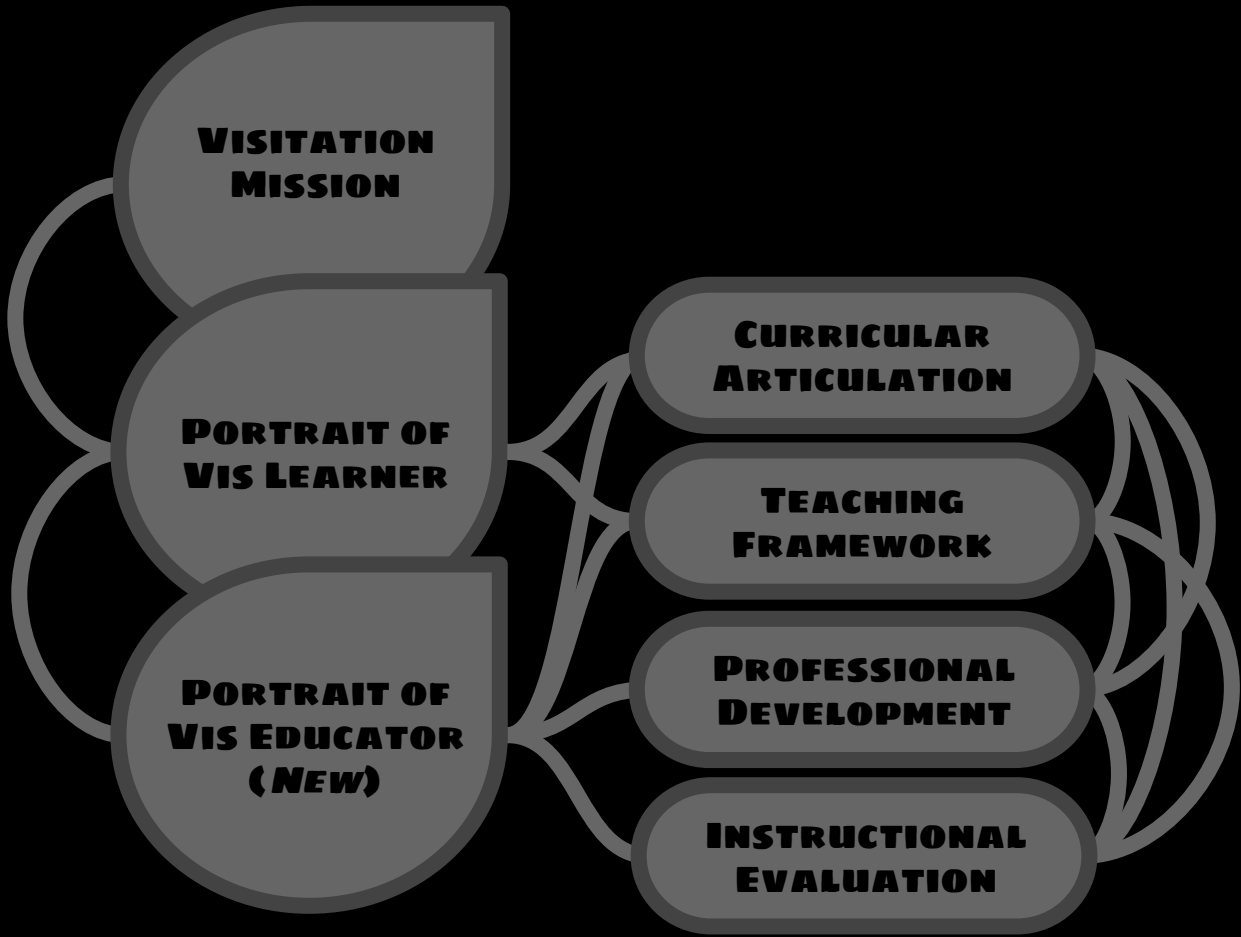 Visitation
Mission
Portrait of
Vis Learner
Portrait of
Vis Educator
(New)
Curricular
Articulation
Teaching
Framework
Professional
Development
Instructional
Evaluation